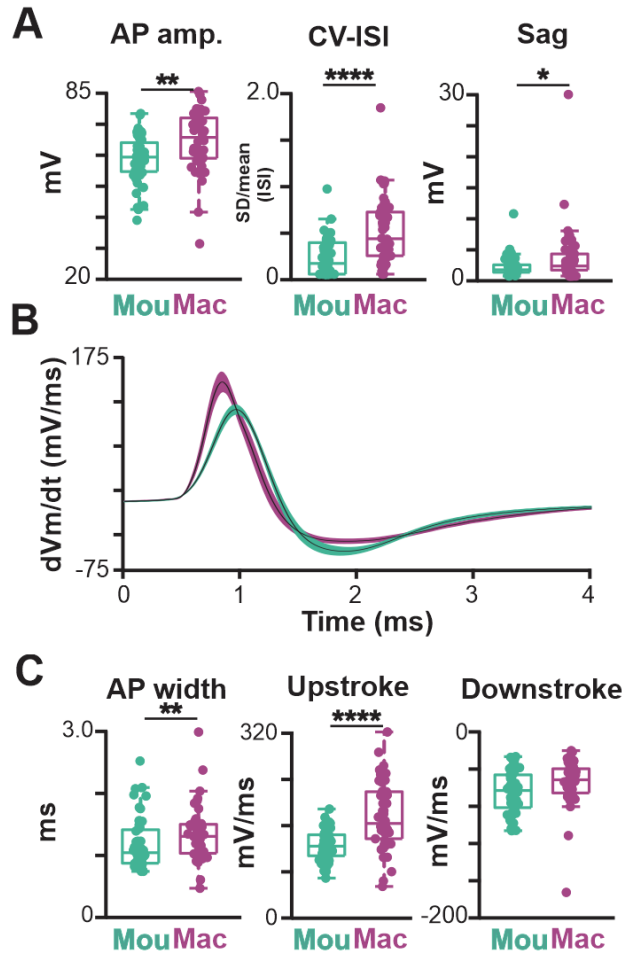 A
AP amp. CV-ISI Sag
** **** *
85 2.0 30
mV SD/mean (ISI) mV
20 0 0
Mou Mac Mou Mac Mou Mac
B
175
dVm/dt (mV/ms)
-75
0 1 2 3 4
Time (ms)
C
AP width Upstroke Downstroke
** ****
3.0 320 0
ms mV/ms mV/ms
0 0 -200
Mou Mac Mou Mac Mou Mac